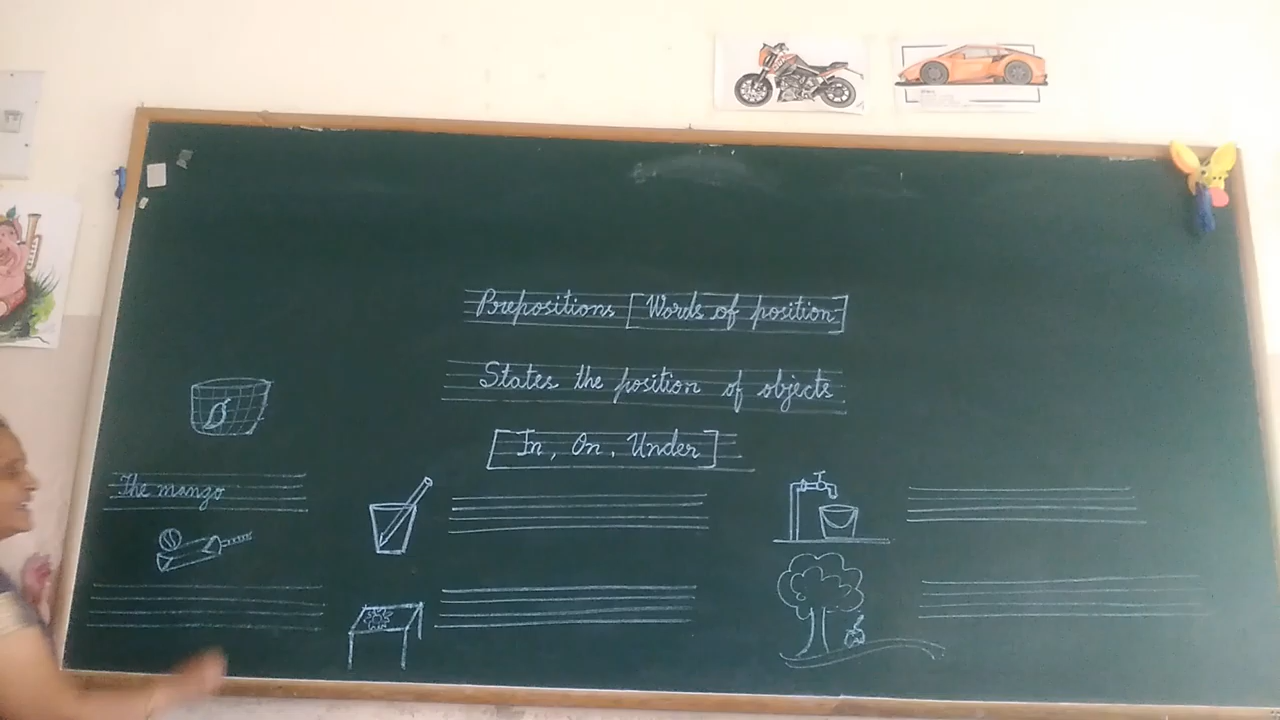 Prepositions [Words of position]
States the position of objects.
[In, On, Under]
The mango